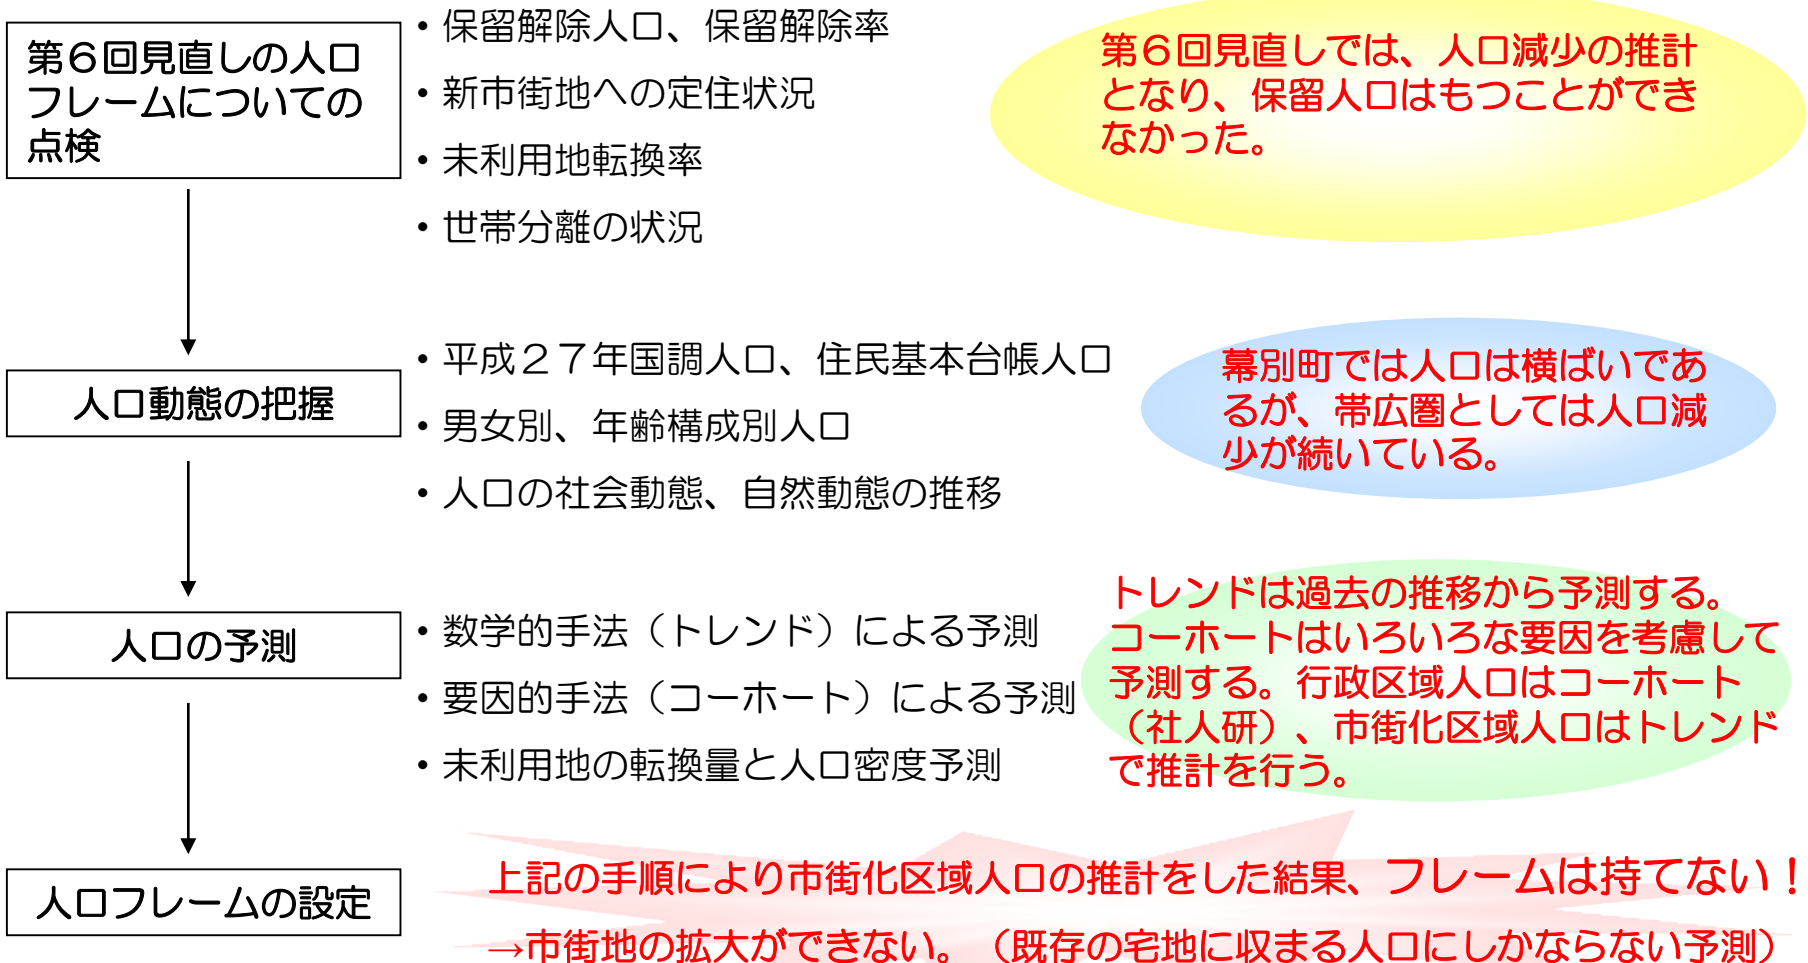 第６回見直しの人口
フレームについての
点検
・保留解除人口、保留解除率
・新市街地への定住状況
・未利用地転換率
・世帯分離の状況
第６回見直しでは、人口減少の推計
となり、保留人口はもつことができ
なかった。
人口動態の把握
・平成２７年国調人口、住民基本台帳人口
・男女別、年齢構成別人口
・人口の社会動態、自然動態の推移
幕別町では人口は横ばいであ
るが、帯広圏としては人口減
少が続いている。
人口の予測
・数学的手法（トレンド）による予測
・要因的手法（コーホート）による予測
・未利用地の転換量と人口密度予測
トレンドは過去の推移から予測する。
コーホートはいろいろな要因を考慮して
予測する。行政区域人口はコーホート
（社人研）、市街化区域人口はトレンド
で推計を行う。
人口フレームの設定
上記の手順により市街化区域人口の推計をした結果、フレームは持てない！
→市街地の拡大ができない。（既存の宅地に収まる人口にしかならない予測）